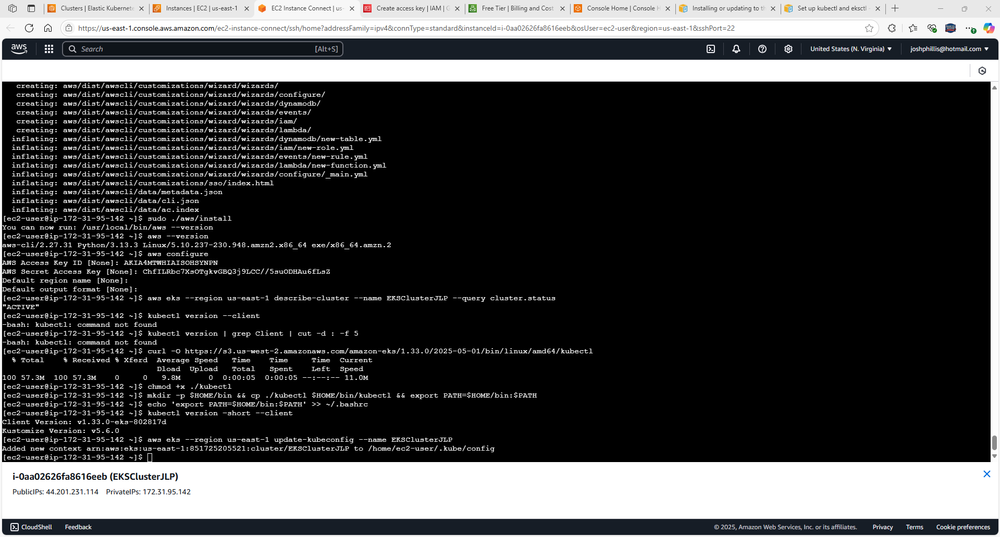 Clusters | Elastic Kubernete
Instances | EC2 | us-east-1
EC2 Instance Connect | us-
Create access key | IAM | G
Free Tier | Billing and Cost
Console Home | Console H
Installing or updating to th
Set up kubectl and eksctl -
https://us-east-1.console.aws.amazon.com/ec2-instance-connect/ssh/home?addressFamily=ipv4&connType=standard&instanceId=i-0aa02626fa8616eeb&osUser=ec2-user&region=us-east-1&sshPort=22
aws
Search
[Alt+S]
United States (N. Virginia)
joshphillis@hotmail.com
creating: aws/dist/awscli/customizations/wizard/wizards/
creating: aws/dist/awscli/customizations/wizard/wizards/configure/
creating: aws/dist/awscli/customizations/wizard/wizards/dynamodb/
creating: aws/dist/awscli/customizations/wizard/wizards/events/
creating: aws/dist/awscli/customizations/wizard/wizards/iam/
creating: aws/dist/awscli/customizations/wizard/wizards/lambda/
inflating: aws/dist/awscli/customizations/wizard/wizards/dynamodb/new-table.yml
inflating: aws/dist/awscli/customizations/wizard/wizards/iam/new-role.yml
inflating: aws/dist/awscli/customizations/wizard/wizards/events/new-rule.yml
inflating: aws/dist/awscli/customizations/wizard/wizards/lambda/new-function.yml
inflating: aws/dist/awscli/customizations/wizard/wizards/configure/_main.yml
inflating: aws/dist/awscli/customizations/sso/index.html
inflating: aws/dist/awscli/data/metadata.json
inflating: aws/dist/awscli/data/cli.json
inflating: aws/dist/awscli/data/ac.index
[ec2-user@ip-172-31-95-142 ~]$ sudo ./aws/install
You can now run: /usr/local/bin/aws --version
[ec2-user@ip-172-31-95-142 ~]$ aws --version
aws-cli/2.27.31 Python/3.13.3 Linux/5.10.237-230.948.amzn2.x86_64 exe/x86_64.amzn.2
[ec2-user@ip-172-31-95-142 ~]$ aws configure
AWS Access Key ID [None]: AKIA4MTWHIAISOHSYNPN
AWS Secret Access Key [None]: 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
Default region name [None]:
Default output format [None]:
[ec2-user@ip-172-31-95-142 ~]$ aws eks --region us-east-1 describe-cluster --name EKSClusterJLP --query cluster.status
"ACTIVE"
[ec2-user@ip-172-31-95-142 ~]$ kubectl version --client
-bash: kubectl: command not found
[ec2-user@ip-172-31-95-142 ~]$ kubectl version | grep Client | cut -d : -f 5
-bash: kubectl: command not found
[ec2-user@ip-172-31-95-142 ~]$ curl -O https://s3.us-west-2.amazonaws.com/amazon-eks/1.33.0/2025-05-01/bin/linux/amd64/kubectl
% Total    % Received % Xferd  Average Speed   Time    Time     Time  Current
Dload  Upload   Total   Spent    Left  Speed
100 57.3M  100 57.3M    0     0   9.8M      0  0:00:05  0:00:05 --:--:-- 11.0M
[ec2-user@ip-172-31-95-142 ~]$ chmod +x ./kubectl
[ec2-user@ip-172-31-95-142 ~]$ mkdir -p $HOME/bin && cp ./kubectl $HOME/bin/kubectl && export PATH=$HOME/bin:$PATH
[ec2-user@ip-172-31-95-142 ~]$ echo 'export PATH=$HOME/bin:$PATH' >> ~/.bashrc
[ec2-user@ip-172-31-95-142 ~]$ kubectl version -short --client
Client Version: v1.33.0-eks-802817d
Kustomize Version: v5.6.0
[ec2-user@ip-172-31-95-142 ~]$ aws eks --region us-east-1 update-kubeconfig --name EKSClusterJLP
Added new context arn:aws:eks:us-east-1:851725205521:cluster/EKSClusterJLP to /home/ec2-user/.kube/config
[ec2-user@ip-172-31-95-142 ~]$
i-0aa02626fa8616eeb (EKSClusterJLP)
PublicIPs: 44.201.231.114 PrivateIPs: 172.31.95.142
CloudShell
Feedback
© 2025, Amazon Web Services, Inc. or its affiliates.
Privacy
Terms
Cookie preferences